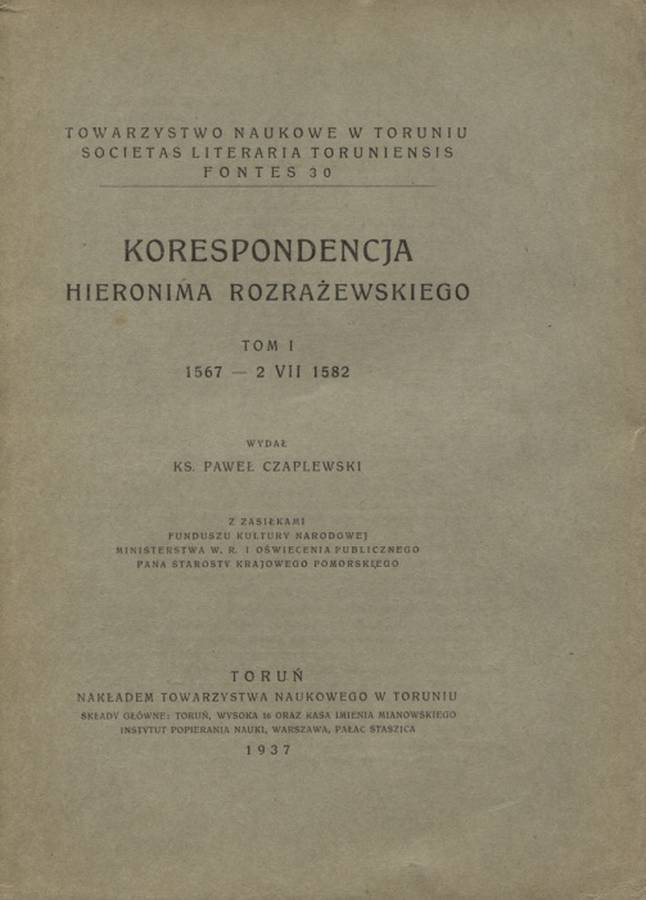 TOWARZYSTWO NAUKOWE W TORUNIU
SOCIETAS LITERARIA TORUNIENSIS
FONTES 30
KORESPONDENCJA
HIERONIMA ROZRAŻEWSKIEGO
TOM I
1567 — 2 VII 1582
WYDAŁ
KS. PAWEŁ CZAPLEWSKI
Z ZASIŁKAMI
FUNDUSZU KULTURY NARODOWEJ
MINISTERSTWA W. R. I OŚWIECENIA PUBLICZNEGO
PANA STAROSTY KRAJOWEGO POMORSKIEGO
TORUŃ
NAKŁADEM TOWARZYSTWA NAUKOWEGO W TORUNIU
SKŁADY GŁÓWNE: TORUŃ, WYSOKA 16 ORAZ KASA IMIENIA MIANOWSKIEGO
INSTYTUT POPIERANIA NAUKI, WARSZAWA, PAŁAC STASZICA
1937